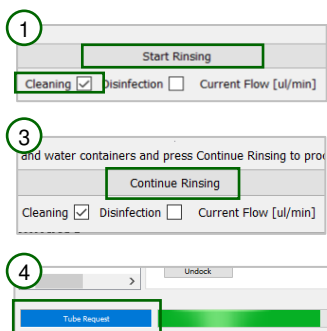 1
Start Rinsing
Cleaning Disinfection Current Flow [ul/min]
3
and water containers and press Continue Rinsing to
Continue Rinsing
Cleaning Disinfection Current Flow [ul/min]
4
>
Undock
Tube Request